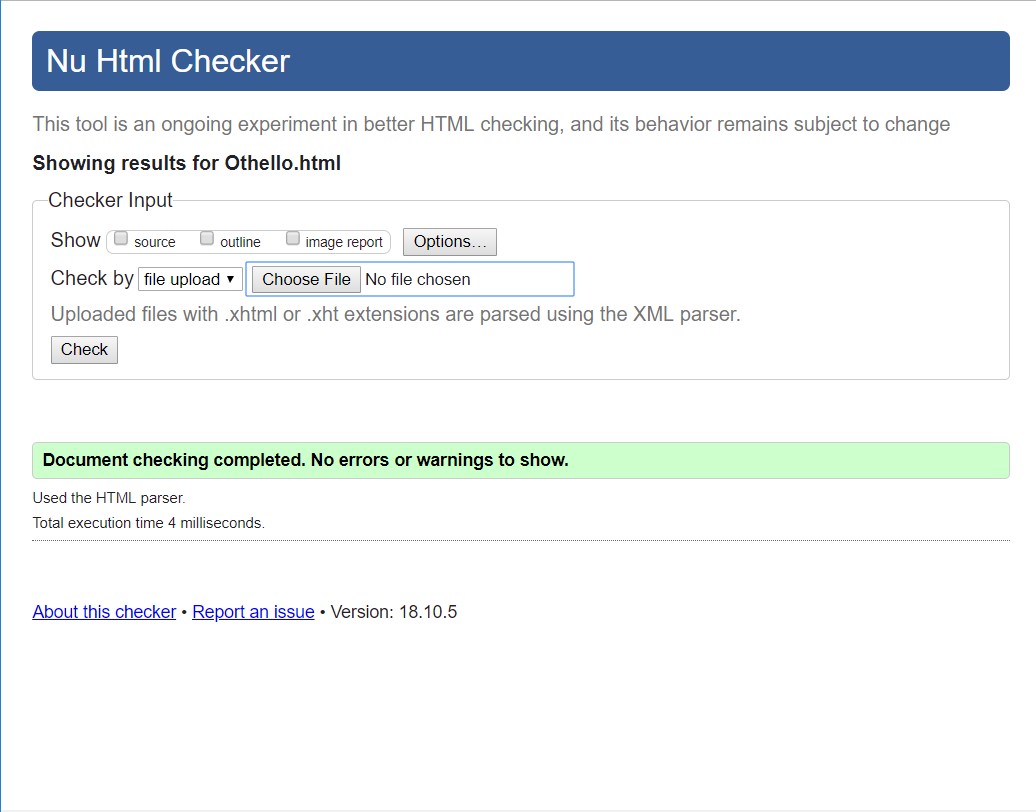 Nu Html Checker
This tool is an ongoing experiment in better HTML checking, and its behavior remains subject to change
Showing results for Othello.html
Checker Input
Show source outline image report Options...
Check by file upload Choose File No file chosen
Uploaded files with .xhtml or .xht extensions are parsed using the XML parser.
Check
Document checking completed. No errors or warnings to show.
Used the HTML parser.
Total execution time 4 milliseconds.
About this checker • Report an issue • Version: 18.10.5